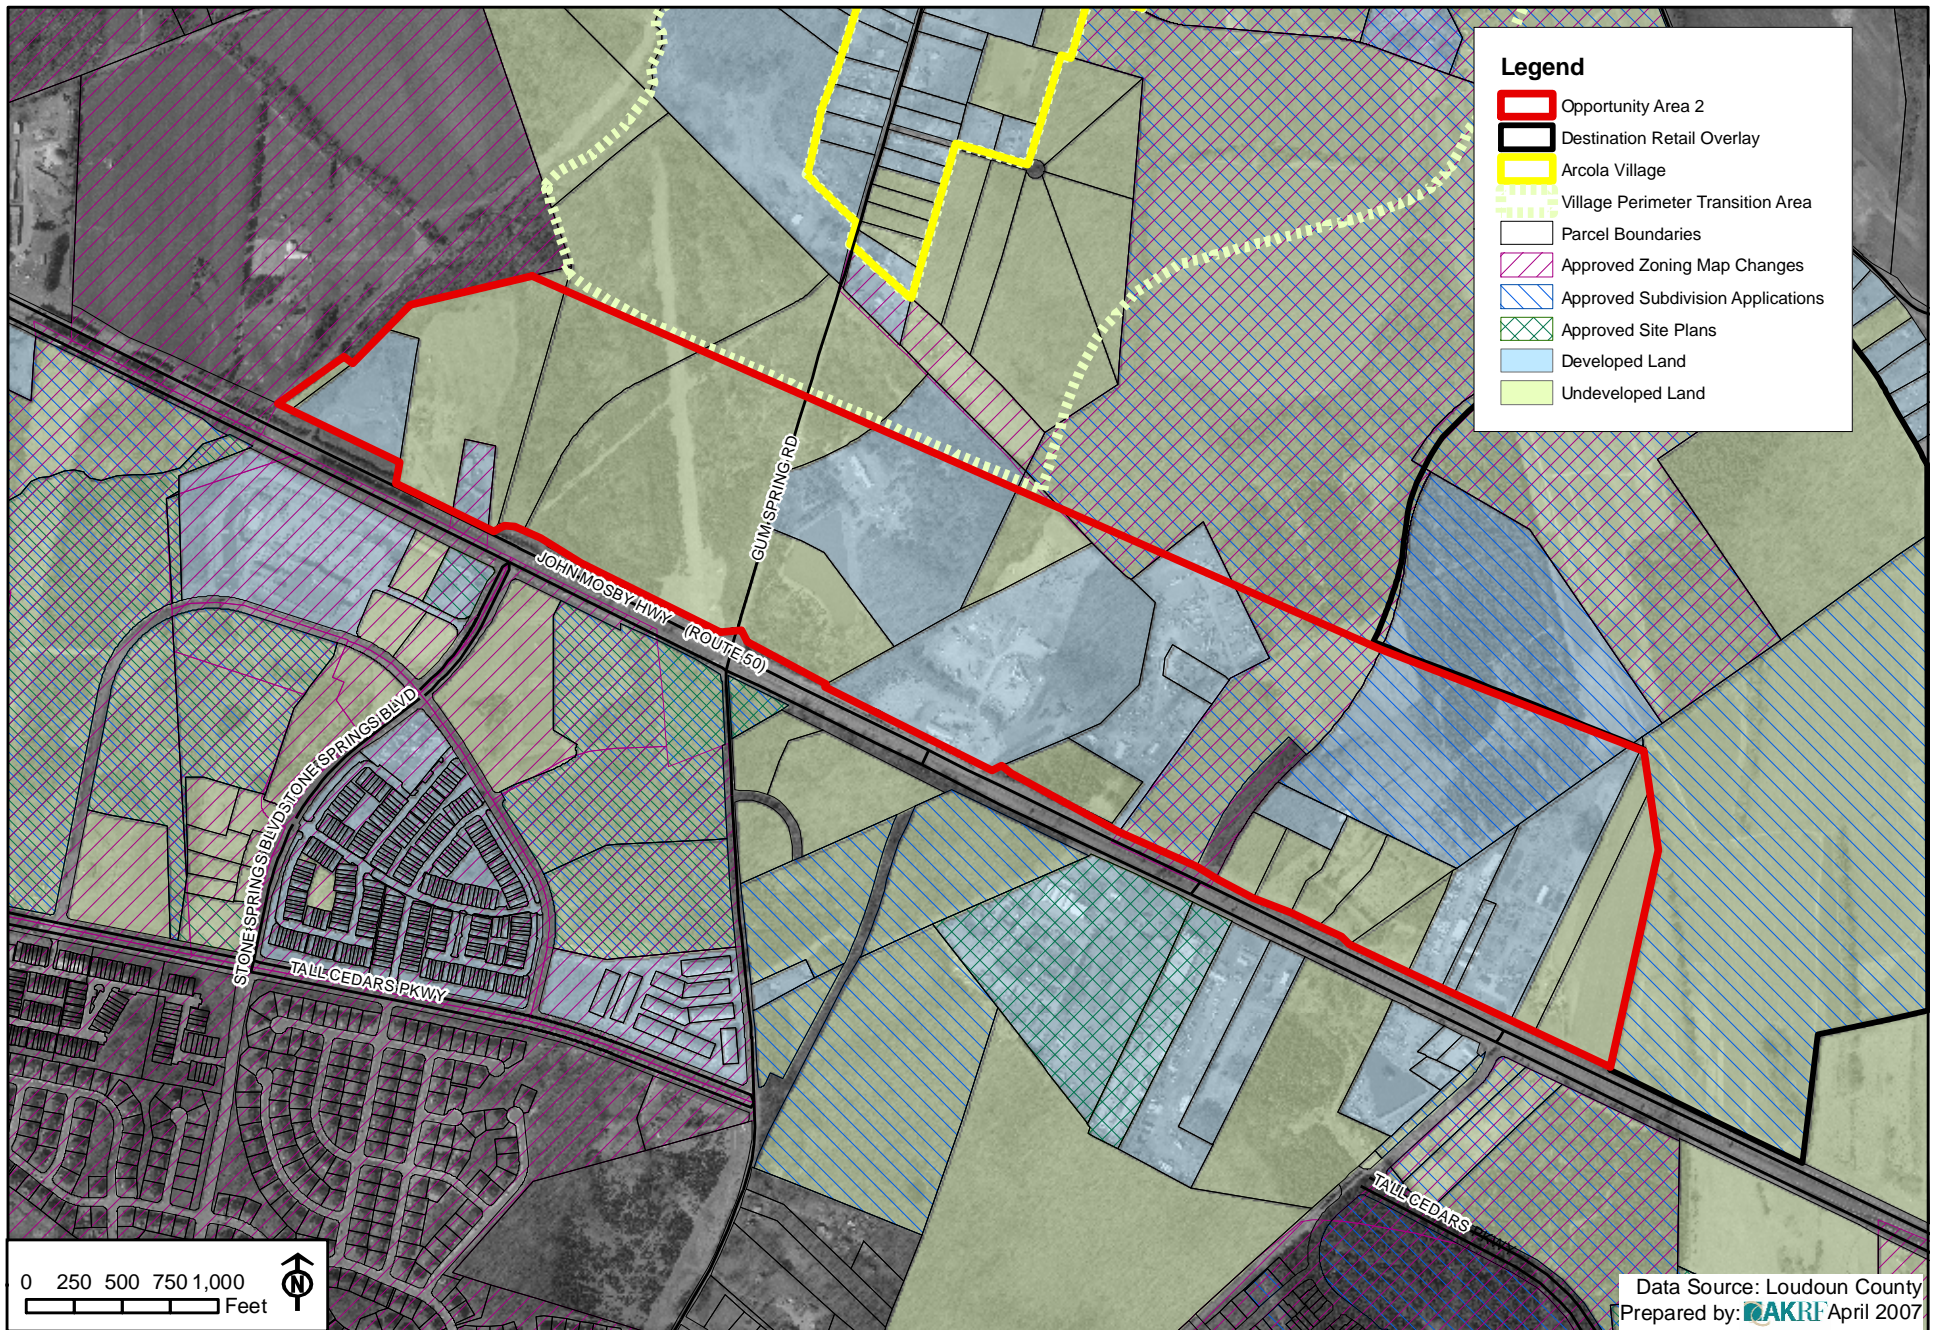 Legend
Opportunity Area 2
Destination Retail Overlay
Arcola Village
Village Perimeter Transition Area
Parcel Boundaries
Approved Zoning Map Changes
Approved Subdivision Applications
Approved Site Plans
Developed Land
Undeveloped Land
GUM SPRING RD
JOHN MOSBY HWY (ROUTE 50)
STONE SPRINGS BLVD
STONE SPRINGS BLVD
TALL CEDARS PKWY
TALL CEDARS PKWY
0 250 500 750 1,000
Feet
N
Data Source: Loudoun County
Prepared by: AKRF April 2007